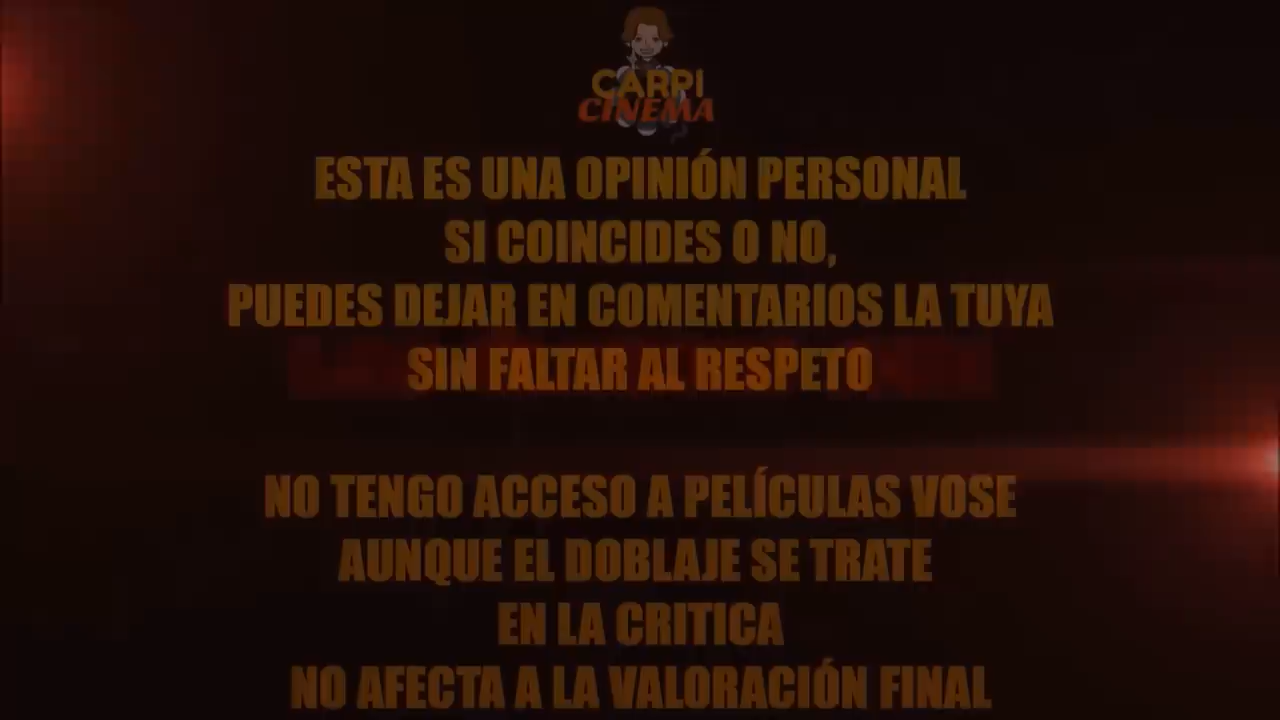 CARPI
CINEMA
ESTA ES UNA OPINIÓN PERSONAL
SI COINCIDES O NO,
PUEDES DEJAR EN COMENTARIOS LA TUYA
SIN FALTAR AL RESPETO
NO TENGO ACCESO A PELÍCULAS VOSE
AUNQUE EL DOBLAJE SE TRATE
EN LA CRITICA
NO AFECTA A LA VALORACIÓN FINAL